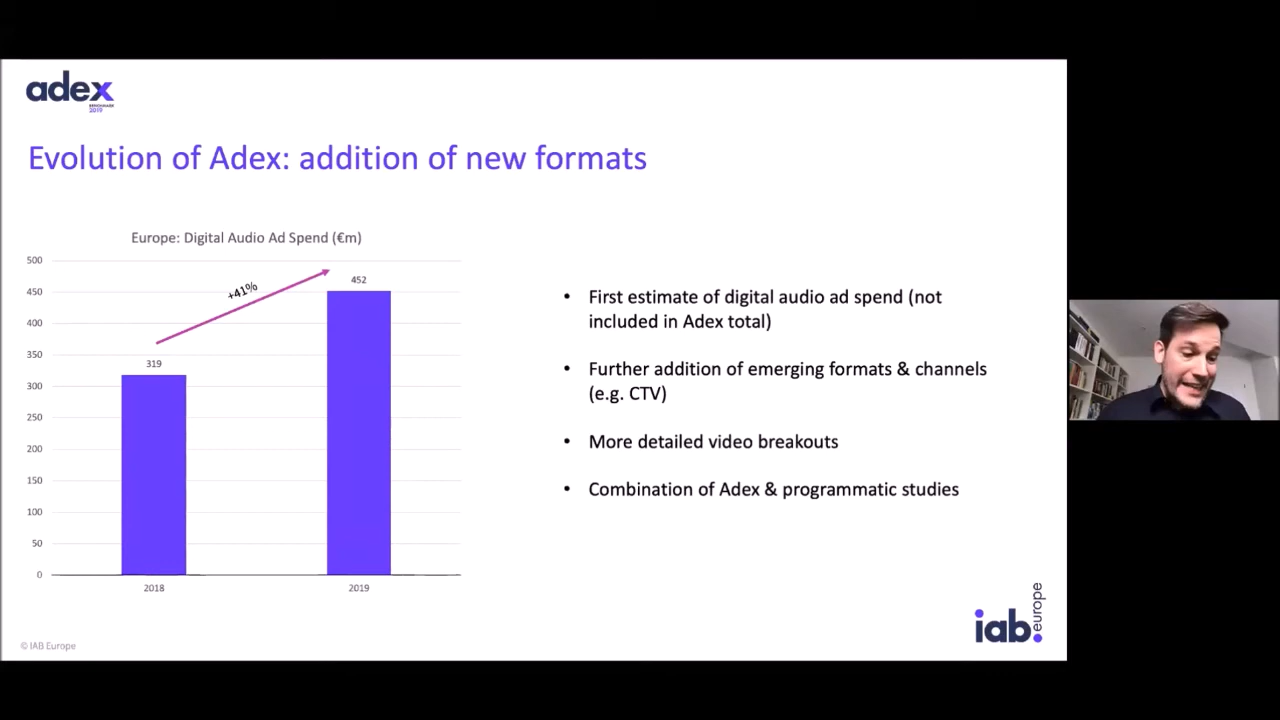 adex
BENCHMARK
2019
Evolution of Adex: addition of new formats
Europe: Digital Audio Ad Spend (€m)
500
450
400
350
300
250
200
150
100
50
0
319
+41%
452
2018
2019
• First estimate of digital audio ad spend (not
included in Adex total)
• Further addition of emerging formats & channels
(e.g. CTV)
• More detailed video breakouts
• Combination of Adex & programmatic studies
© IAB Europe
iab.
europe